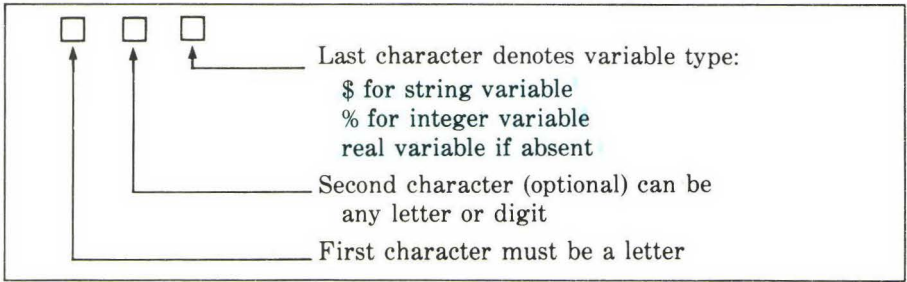 Last character denotes variable type:
$ for string variable
% for integer variable
real variable if absent
Second character (optional) can be
any letter or digit
First character must be a letter